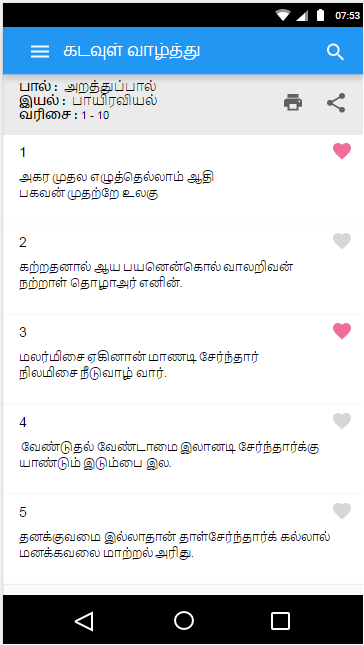 07:53
கடவுள் வாழ்த்து
பால் : அறத்துப்பால்
இயல் : பாயிரவியல்
வரிசை : 1 - 10
1
அகர முதல எழுத்தெல்லாம் ஆதி
பகவன் முதற்றே உலகு
2
கற்றதனால் ஆய பயனென்கொல் வாலறிவன்
நற்றாள் தொழாஅர் எனின்.
3
மலர்மிசை ஏகினான் மாணடி சேர்ந்தார்
நிலமிசை நீடுவாழ் வார்.
4
வேண்டுதல் வேண்டாமை இலானடி சேர்ந்தார்க்கு
யாண்டும் இடும்பை இல.
5
தனக்குவமை இல்லாதான் தாள்சேர்ந்தார்க் கல்லால்
மனக்கவலை மாற்றல் அரிது.